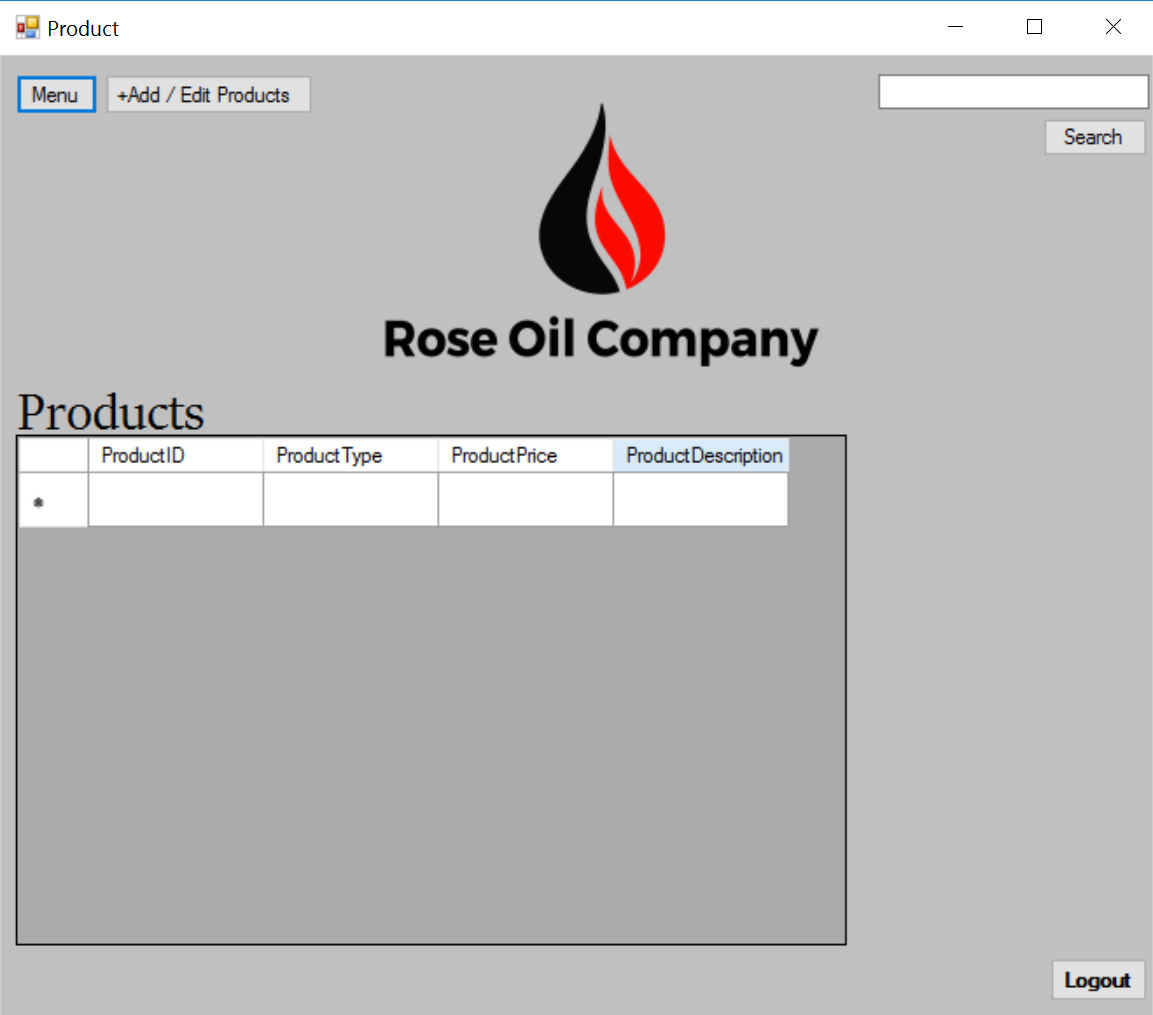 Product
Menu
+Add / Edit Products
Search
Rose Oil Company
Products
ProductID ProductType ProductPrice ProductDescription
*
Logout